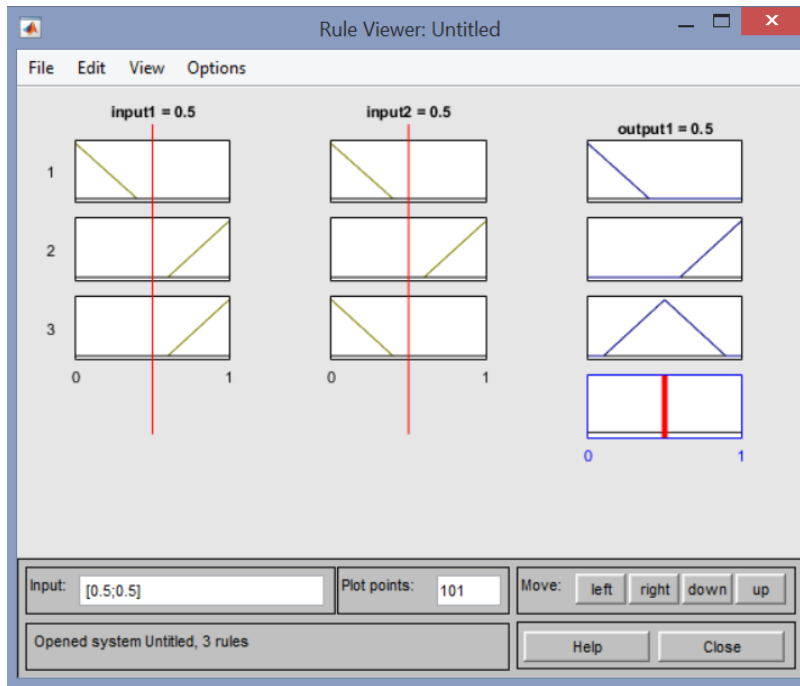 Rule Viewer: Untitled
File Edit View Options
input1 = 0.5 input2 = 0.5 output1 = 0.5
1
2
3
0 1 0 1
0 1
Input: [0.5;0.5] Plot points: 101 Move: left right down up
Opened system Untitled, 3 rules Help Close